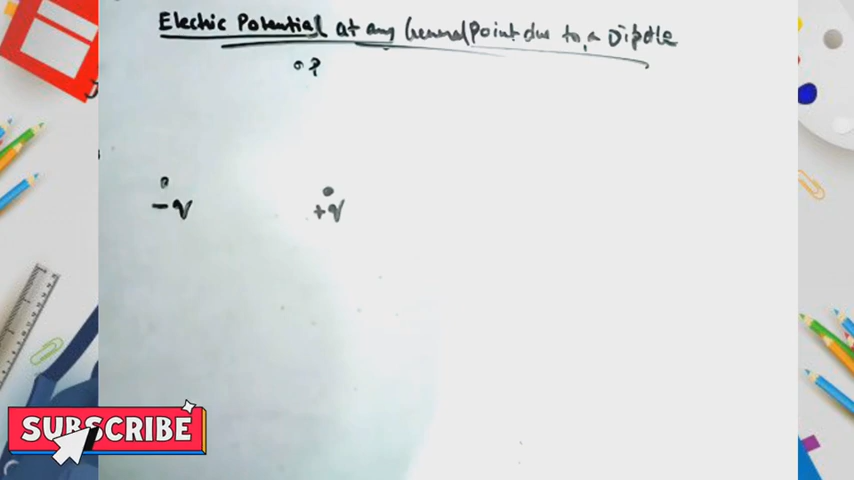 Electric Potential at any General Point due to a Dipole
P
-q
+q
SUBSCRIBE